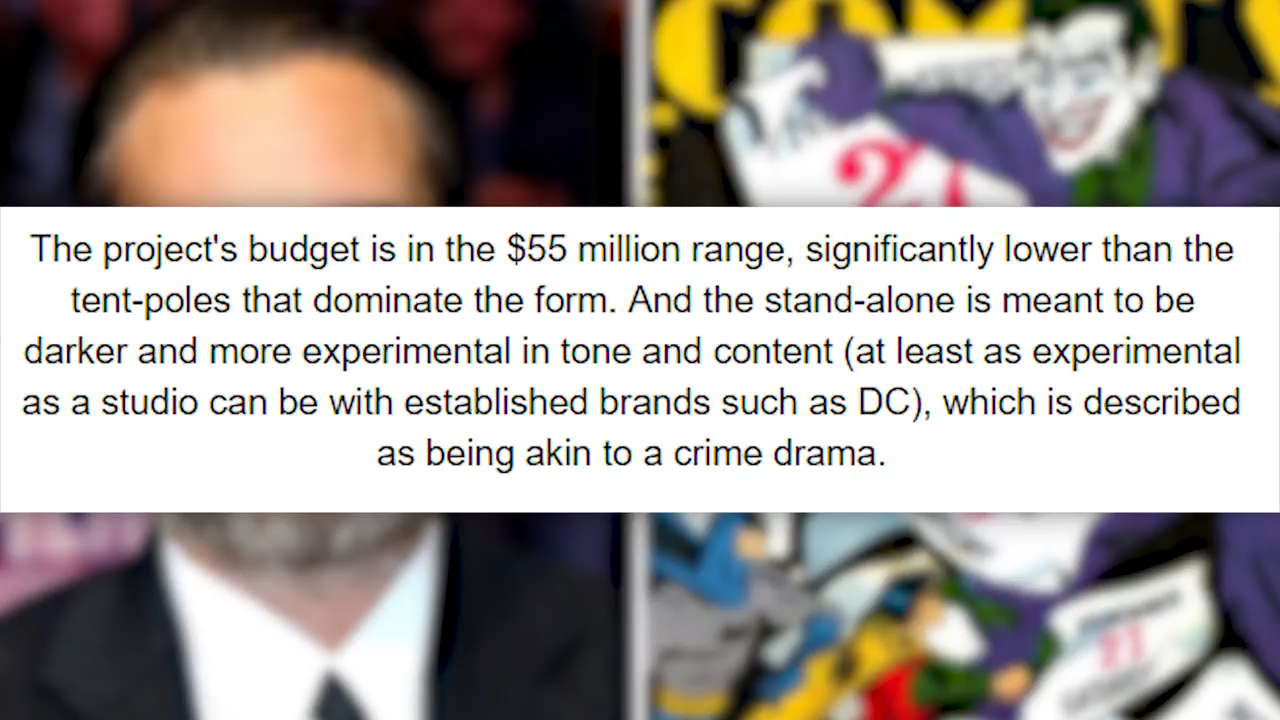 The project's budget is in the $55 million range, significantly lower than the
tent-poles that dominate the form. And the stand-alone is meant to be
darker and more experimental in tone and content (at least as experimental
as a studio can be with established brands such as DC), which is described
as being akin to a crime drama.